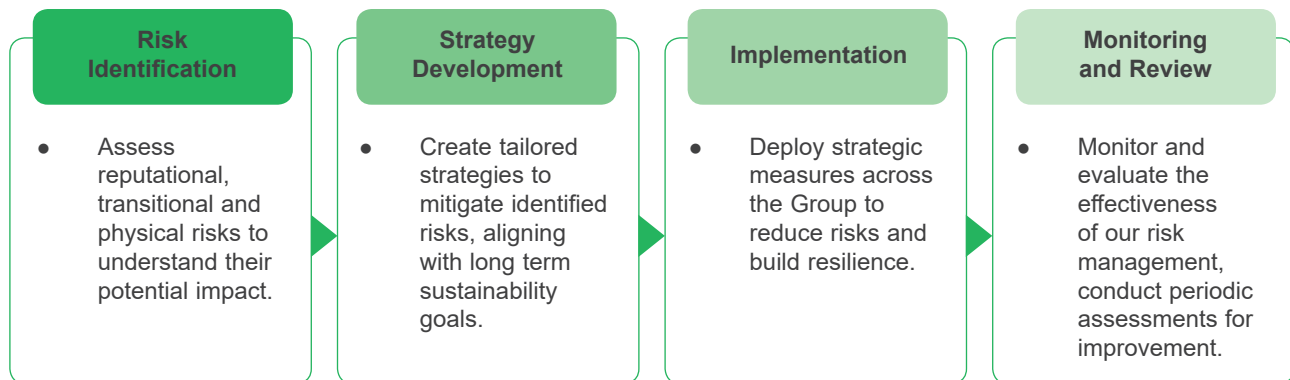 Risk
Identification
● Assess
reputational,
transitional and
physical risks to
understand their
potential impact.
Strategy
Development
● Create tailored
strategies to
mitigate identified
risks, aligning
with long term
sustainability
goals.
Implementation
● Deploy strategic
measures across
the Group to
reduce risks and
build resilience.
Monitoring
and Review
● Monitor and
evaluate the
effectiveness
of our risk
management,
conduct periodic
assessments for
improvement.